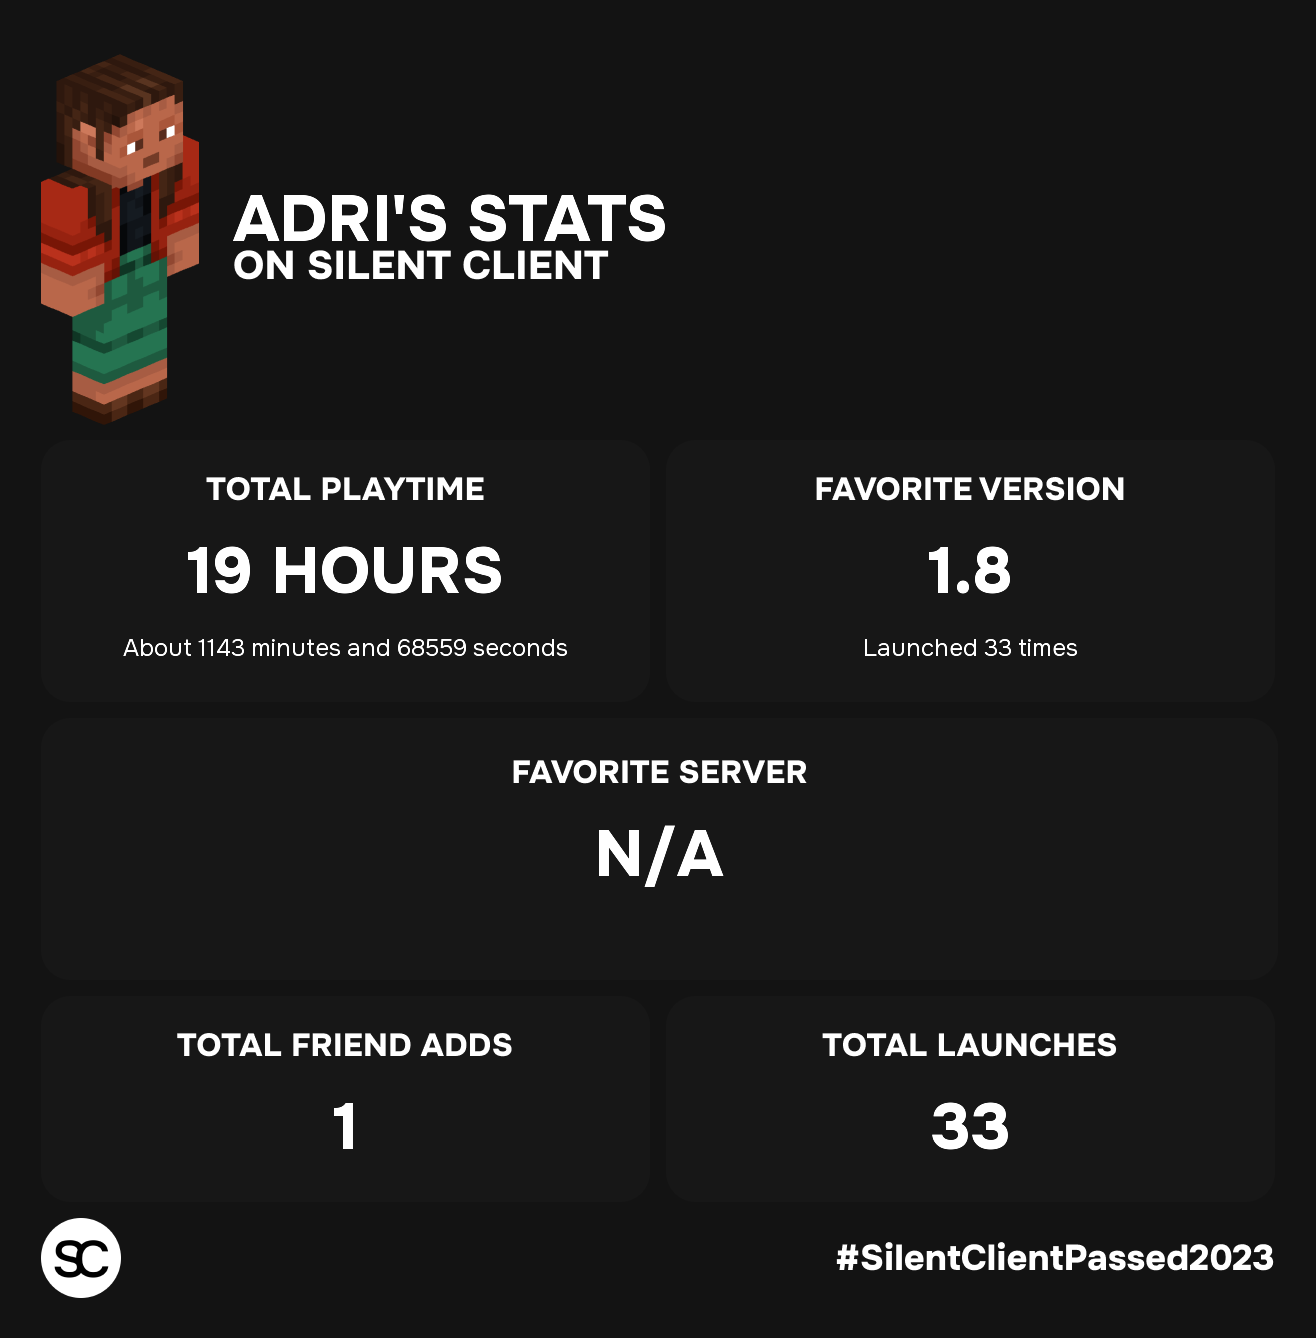 ADRI'S STATS
ON SILENT CLIENT
TOTAL PLAYTIME
19 HOURS
About 1143 minutes and 68559 seconds
FAVORITE VERSION
1.8
Launched 33 times
FAVORITE SERVER
N/A
TOTAL FRIEND ADDS
1
TOTAL LAUNCHES
33
SC
#SilentClientPassed2023